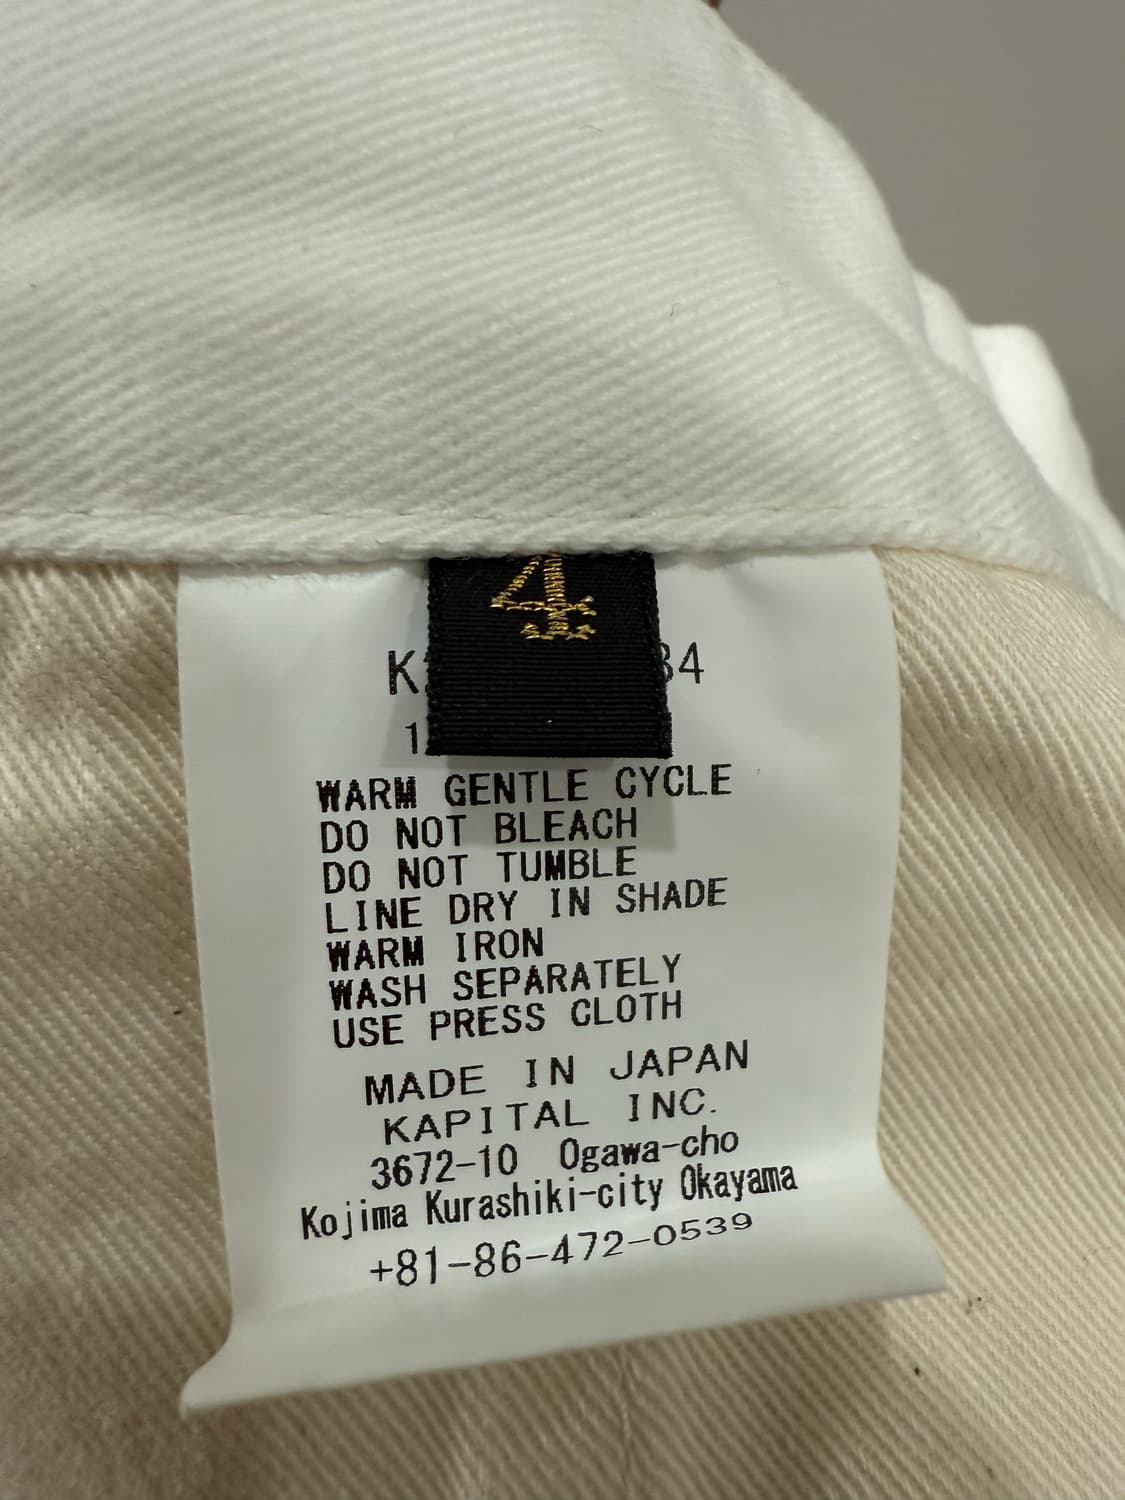 4
WARM GENTLE CYCLE
DO NOT BLEACH
DO NOT TUMBLE
LINE DRY IN SHADE
WARM IRON
WASH SEPARATELY
USE PRESS CLOTH
MADE IN JAPAN
KAPITAL INC.
3672-10 Ogawa-cho
Kojima Kurashiki-city Okayama
+81-86-472-0539